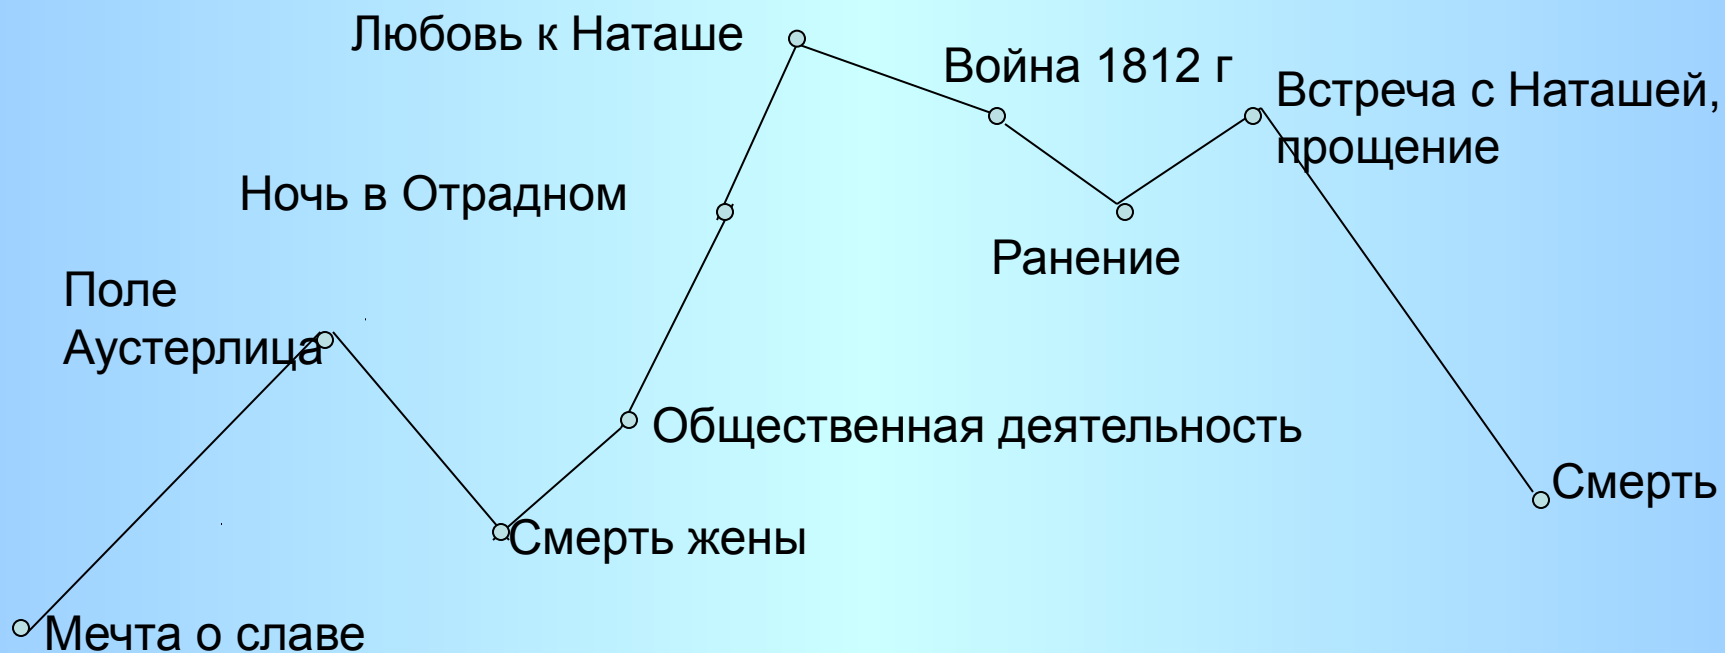 Любовь к Наташе
Война 1812 г
Встреча с Наташей,
прощение
Ночь в Отрадном
Ранение
Поле
Аустерлица
Общественная деятельность
Смерть
Смерть жены
Мечта о славе